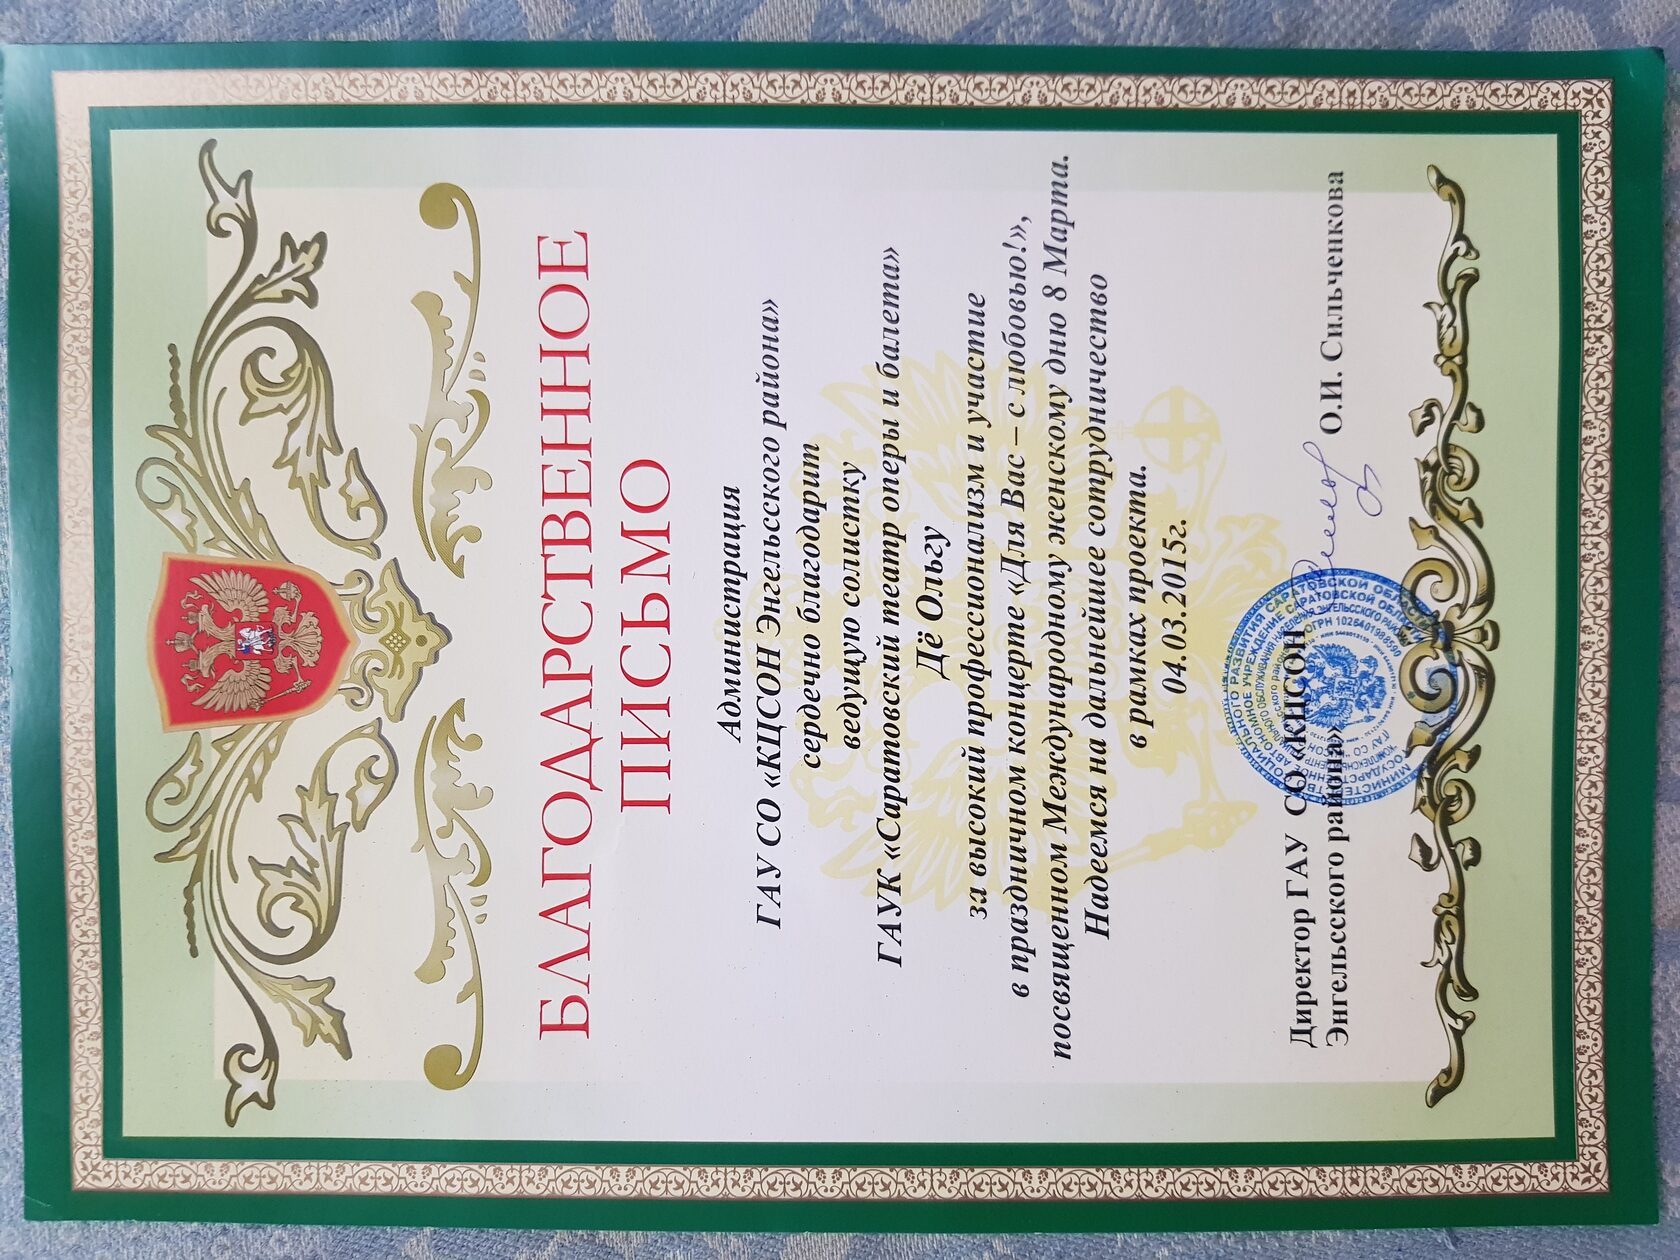 БЛАГОДАРСТВЕННОЕ
ПИСЬМО
Администрация
ГАУ СО «КЦСОН Энгельсского района»
сердечно благодарит
ведущую солистку
ГАУК «Саратовский театр оперы и балета»
Дё Ольгу
за высокий профессионализм и участие
в праздничном концерте «Для Вас – с любовью!»,
посвященном Международному женскому дню 8 Марта.
Надеемся на дальнейшее сотрудничество
в рамках проекта.
04.03.2015г.
Директор ГАУ СО «КЦСОН
Энгельсского района»
О.И. Сильченкова